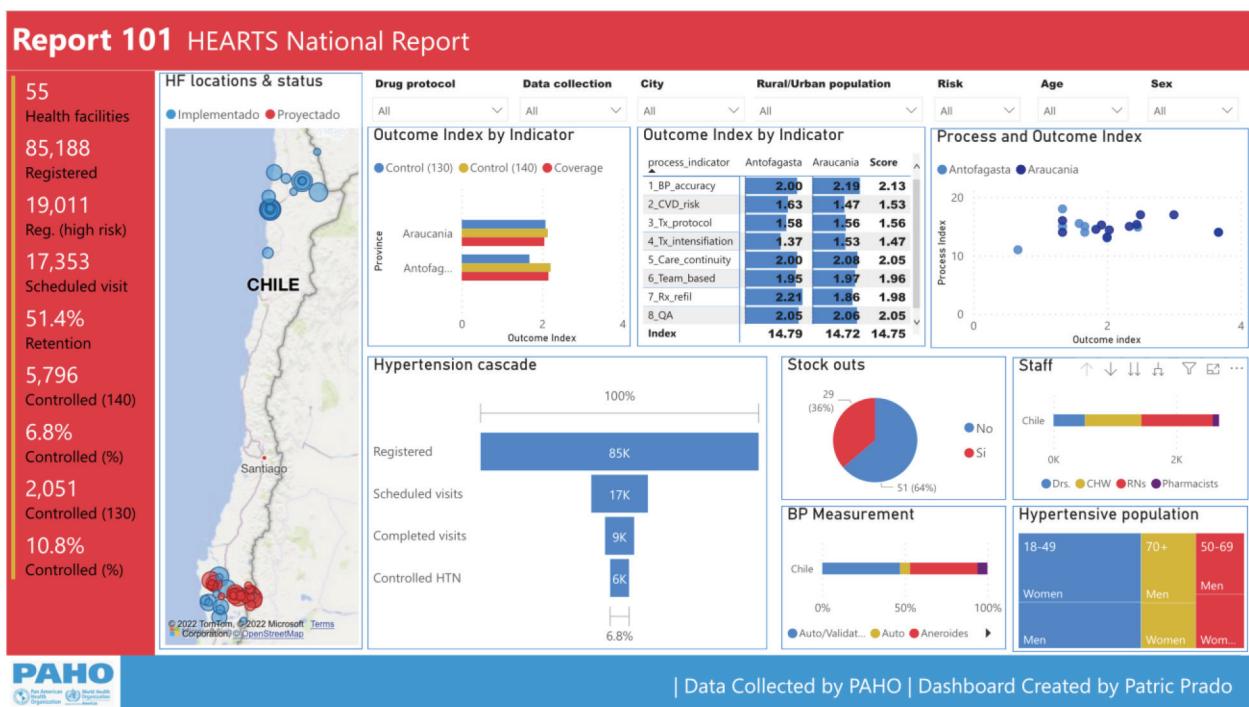 Report 101 HEARTS National Report
55
Health facilities
85,188
Registered
19,011
Reg. (high risk)
17,353
Scheduled visit
51.4%
Retention
5,796
Controlled (140)
6.8%
Controlled (%)
2,051
Controlled (130)
10.8%
Controlled (%)
HF locations & status
Implementado Proyectado
CHILE
Santiago
© 2022 TomTom, © 2022 Microsoft Terms
Corporation, © OpenStreetMap
Drug protocol Data collection City Rural/Urban population Risk Age Sex
All All All All All All All
Outcome Index by Indicator
Control (130) Control (140) Coverage
Province
Araucania
Antofag...
0 2 4
Outcome Index
Outcome Index by Indicator
process_indicator Antofagasta Araucania Score
1_BP_accuracy 2.00 2.19 2.13
2_CVD_risk 1.63 1.47 1.53
3_Tx_protocol 1.58 1.56 1.56
4_Tx_intensifiation 1.37 1.53 1.47
5_Care_continuity 2.00 2.08 2.05
6_Team_based 1.95 1.97 1.96
7_Rx_refil 2.21 1.86 1.98
8_QA 2.05 2.06 2.05
Index 14.79 14.72 14.75
Process and Outcome Index
Antofagasta Araucania
Process Index
20
10
0
0 2 4
Outcome index
Hypertension cascade
100%
Registered 85K
Scheduled visits 17K
Completed visits 9K
Controlled HTN 6K
6.8%
Stock outs
29
(36%)
No
Si
51 (64%)
Staff
Chile
0K 2K
Drs. CHW RNs Pharmacists
BP Measurement
Chile
0% 50% 100%
Auto/Validat... Auto Aneroides
Hypertensive population
18-49 70+ 50-69
Women Men Men
Men Women Wom...
PAHO
Pan American
Health
Organization
World Health
Organization
Americas
| Data Collected by PAHO | Dashboard Created by Patric Prado